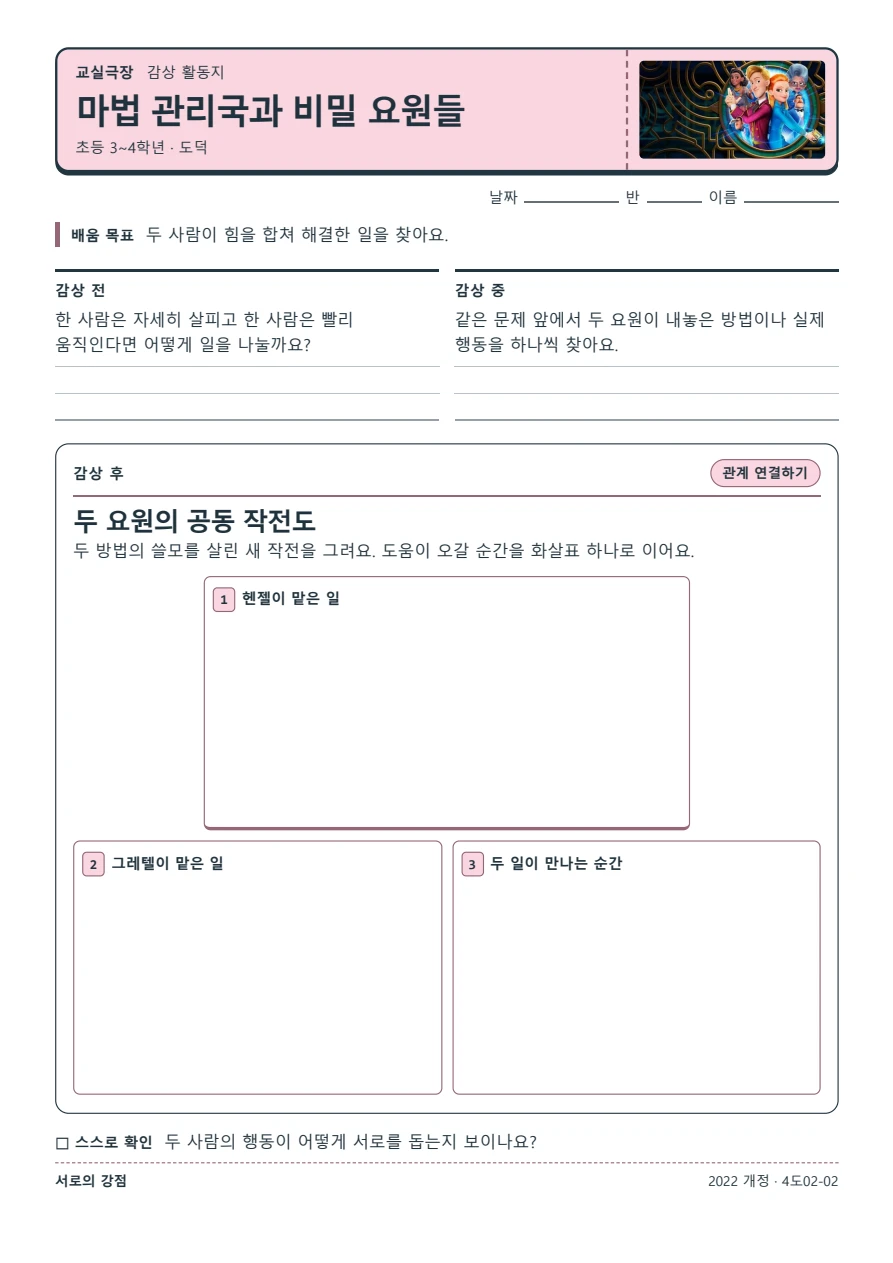 교실극장 감상 활동지
마법 관리국과 비밀 요원들
초등 3~4학년 · 도덕
날짜 반 이름
배움 목표 두 사람이 힘을 합쳐 해결한 일을 찾아요.
감상 전
한 사람은 자세히 살피고 한 사람은 빨리
움직인다면 어떻게 일을 나눌까요?
감상 중
같은 문제 앞에서 두 요원이 내놓은 방법이나 실제
행동을 하나씩 찾아요.
감상 후
관계 연결하기
두 요원의 공동 작전도
두 방법의 쓸모를 살린 새 작전을 그려요. 도움이 오갈 순간을 화살표 하나로 이어요.
1 헨젤이 맡은 일
2 그레텔이 맡은 일
3 두 일이 만나는 순간
스스로 확인 두 사람의 행동이 어떻게 서로를 돕는지 보이나요?
서로의 강점
2022 개정 · 4도02-02